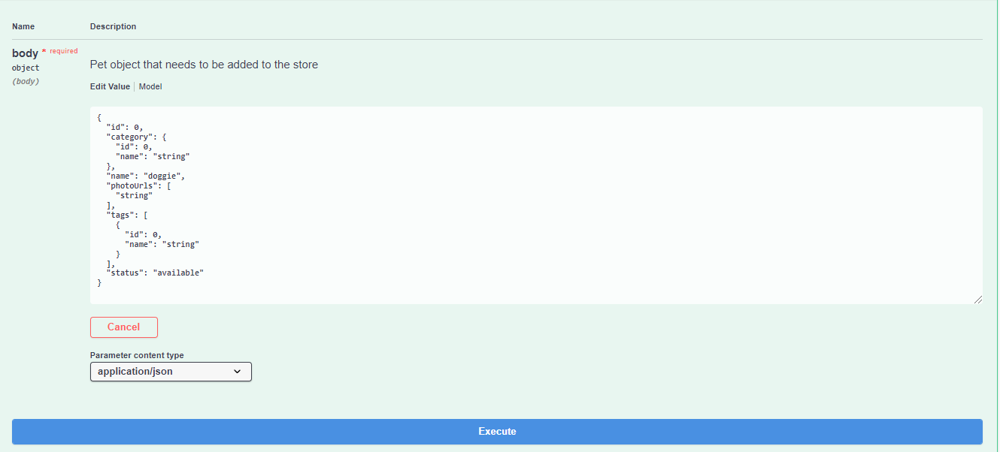 Name Description
body * required
object
(body)
Pet object that needs to be added to the store
Edit Value | Model
{
  "id": 0,
  "category": {
    "id": 0,
    "name": "string"
  },
  "name": "doggie",
  "photoUrls": [
    "string"
  ],
  "tags": [
    {
      "id": 0,
      "name": "string"
    }
  ],
  "status": "available"
}
Cancel
Parameter content type
application/json
Execute